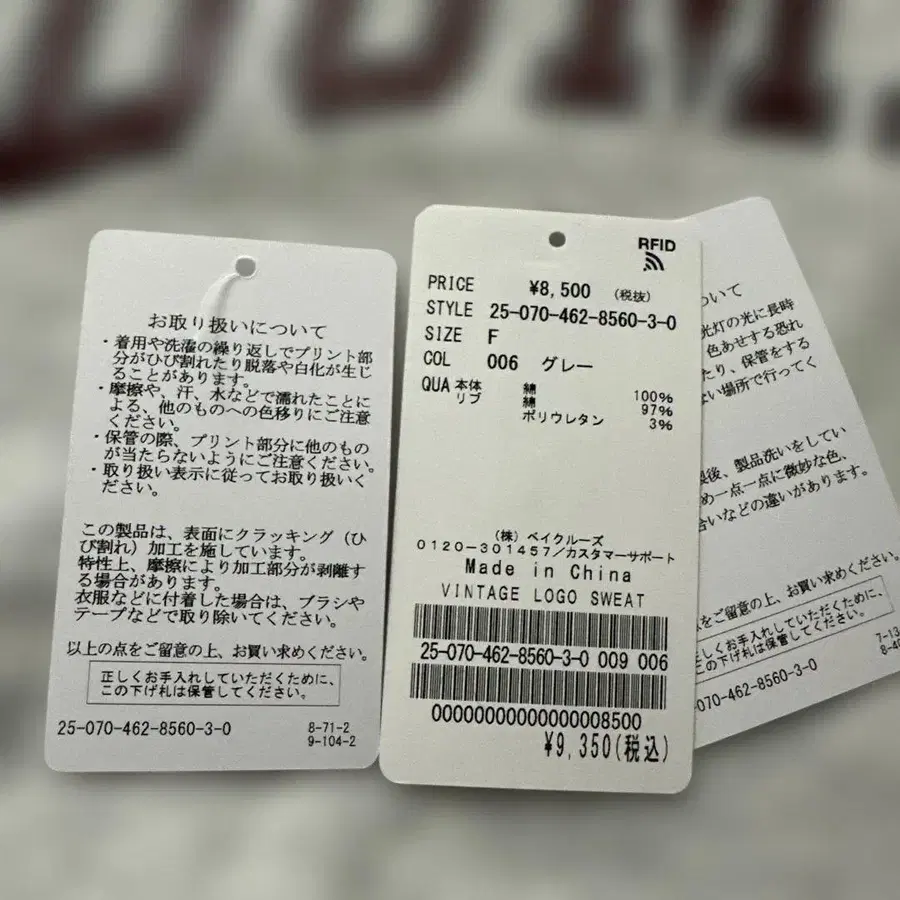 お取り扱いについて
・着用や洗濯の繰り返しでプリント部
分がひび割れたり脱落や白化が生じ
ることがあります。
・摩擦や、汗、水などで濡れたことに
よる、他のものへの色移りにご注意
ください。
・保管の際、プリント部分に他のもの
が当たらないようにご注意ください。
・取り扱い表示に従ってお取り扱いく
ださい。
この製品は、表面にクラッキング（ひ
び割れ）加工を施しています。
特性上、摩擦により加工部分が剥離す
る場合があります。
衣服などに付着した場合は、ブラシや
テープなどで取り除いてください。
以上の点をご留意の上、お買い求めください。
正しくお手入れしていただくために、
この下げ札は保管してください。
25-070-462-8560-3-0
8-71-2
9-104-2
RFID
PRICE ¥8,500 (税抜)
STYLE 25-070-462-8560-3-0
SIZE F
COL 006 グレー
QUA 本体 綿 100%
リブ 綿 97%
ポリウレタン 3%
(株) ベイクルーズ
0120-301457/カスタマーサポート
Made in China
VINTAGE LOGO SWEAT
25-070-462-8560-3-0 009 006
00000000000000008500
¥9,350(税込)
ついて
光灯の光に長時
色あせする恐れ
たり、保管をする
ない場所で行ってく
最後、製品洗いをしてい
め一点一点に微妙な色、
合いなどの違いがあります。
をご留意の上、お買い求めください。
正しくお手入れしていただくために、
この下げ札は保管してください。
-070-462-8560-3-0